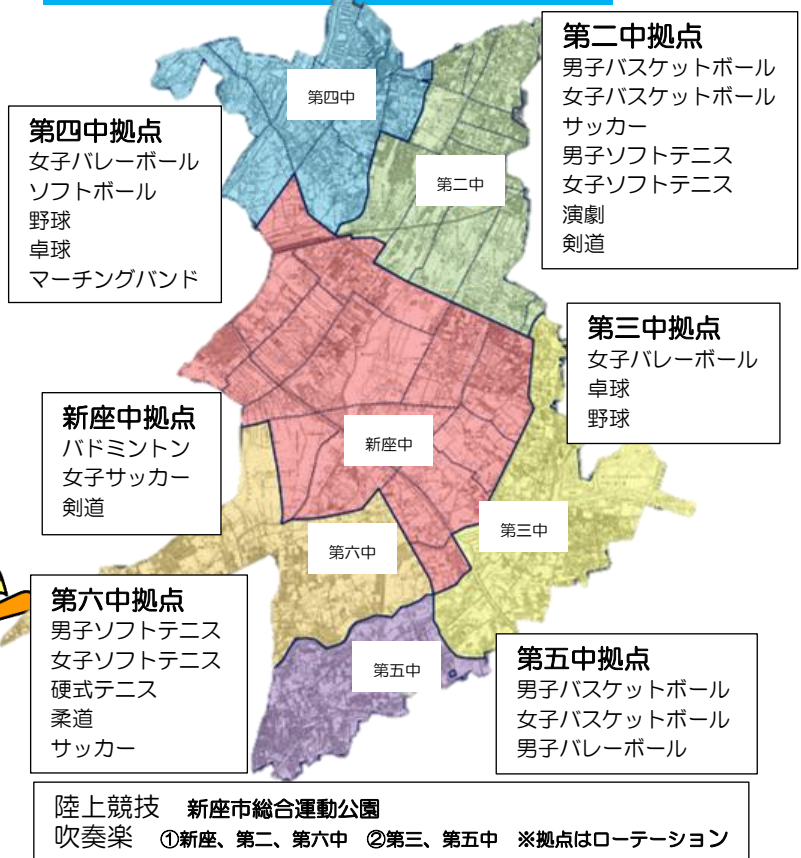 第四中
第二中拠点
男子バスケットボール
女子バスケットボール
サッカー
男子ソフトテニス
女子ソフトテニス
演劇
剣道
第四中拠点
女子バレーボール
ソフトボール
野球
卓球
マーチングバンド
第二中
第三中拠点
女子バレーボール
卓球
野球
新座中拠点
バドミントン
女子サッカー
剣道
新座中
第三中
第六中
第六中拠点
男子ソフトテニス
女子ソフトテニス
硬式テニス
柔道
サッカー
第五中
第五中拠点
男子バスケットボール
女子バスケットボール
男子バレーボール
陸上競技 新座市総合運動公園
吹奏楽 ①新座、第二、第六中 ②第三、第五中 ※拠点はローテーション